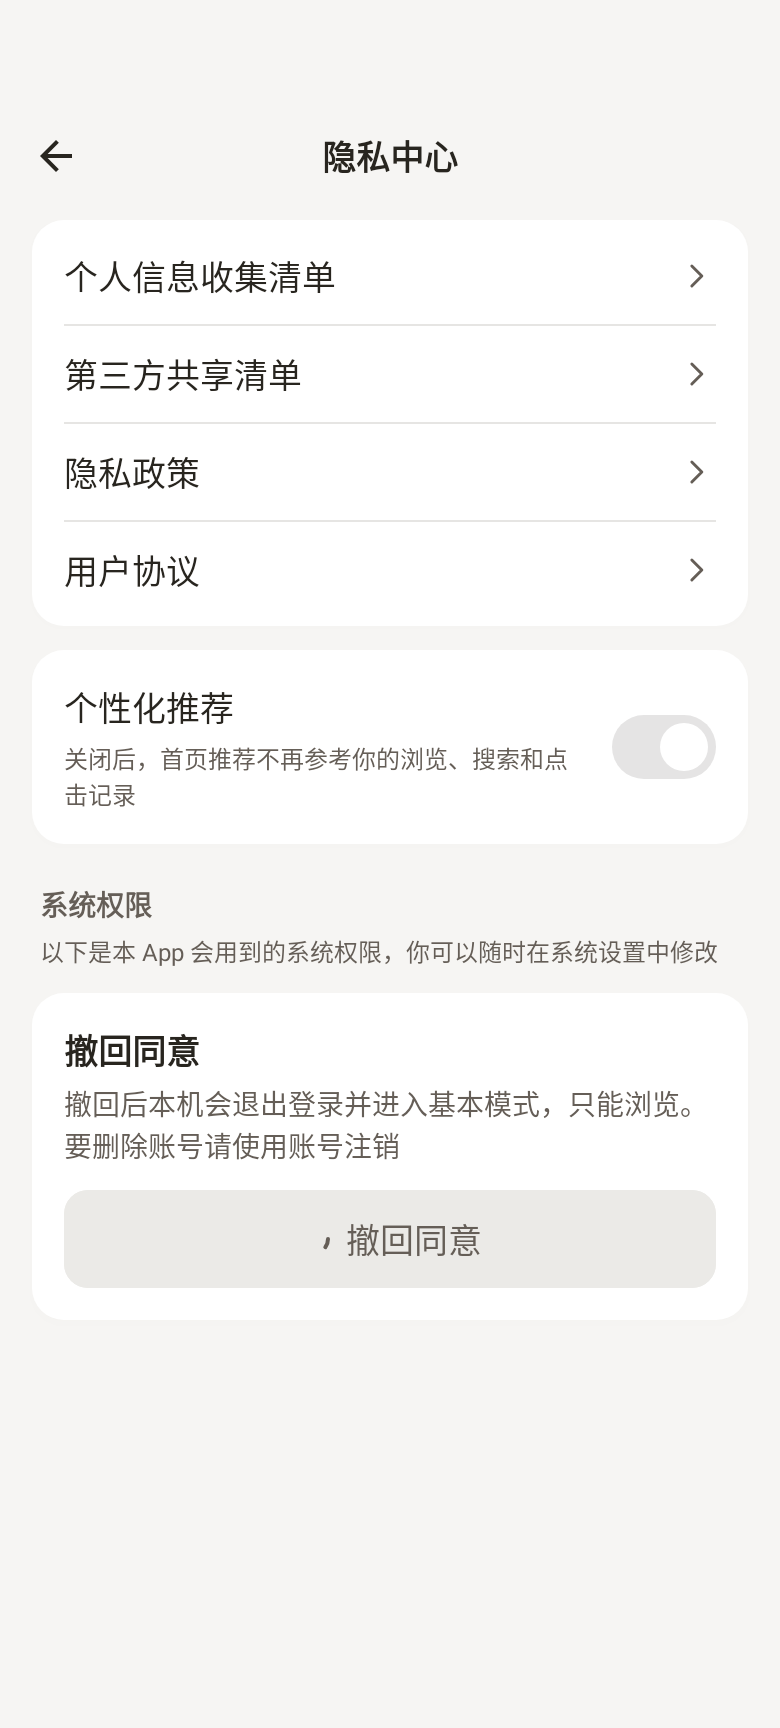 隐私中心
个人信息收集清单
第三方共享清单
隐私政策
用户协议
个性化推荐
关闭后，首页推荐不再参考你的浏览、搜索和点
击记录
系统权限
以下是本 App 会用到的系统权限，你可以随时在系统设置中修改
撤回同意
撤回后本机会退出登录并进入基本模式，只能浏览。
要删除账号请使用账号注销
撤回同意